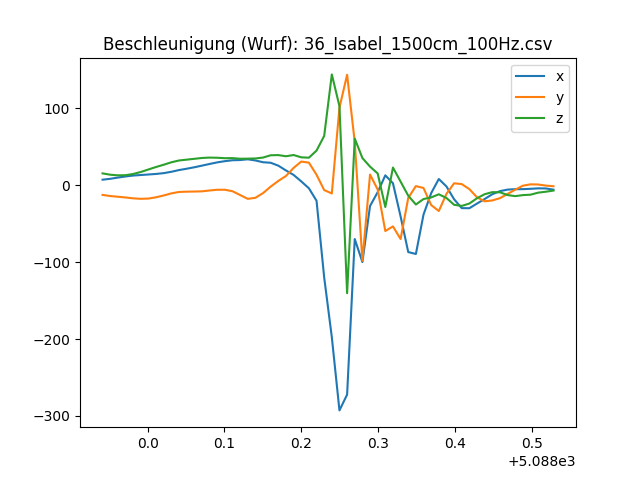 Beschleunigung (Wurf): 36_Isabel_1500cm_100Hz.csv
x
y
z
100
0
−100
−200
−300
0.0 0.1 0.2 0.3 0.4 0.5
+5.088e3